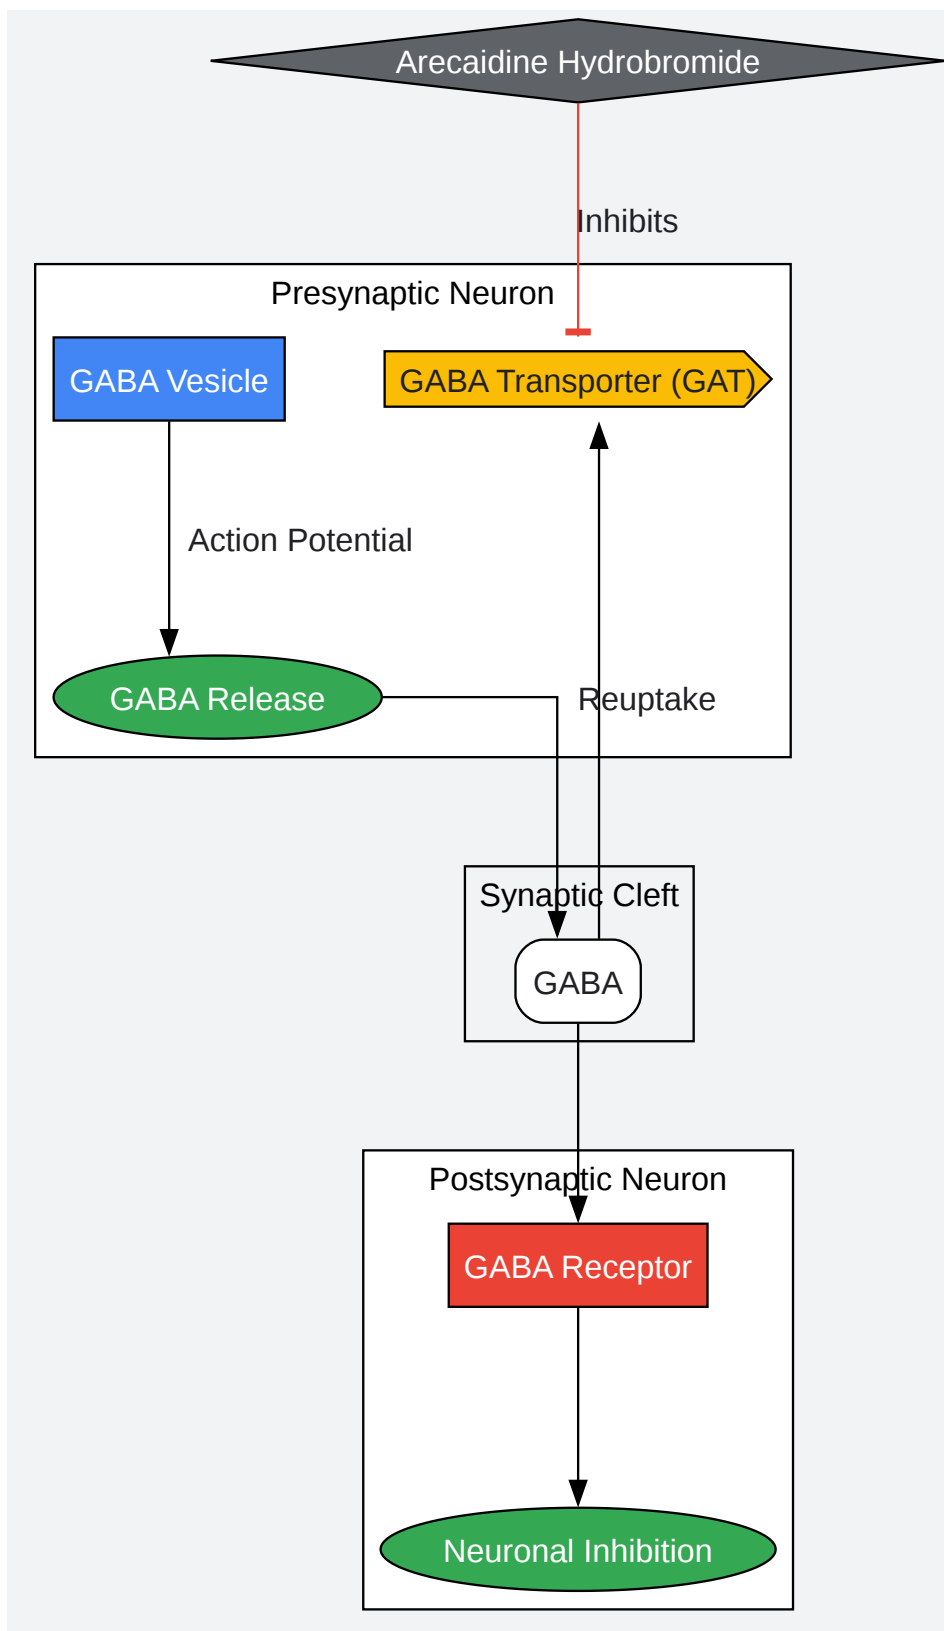 Arecaidine Hydrobromide
Inhibits
Presynaptic Neuron
GABA Vesicle
GABA Transporter (GAT)
Action Potential
GABA Release
Reuptake
Synaptic Cleft
GABA
Postsynaptic Neuron
GABA Receptor
Neuronal Inhibition